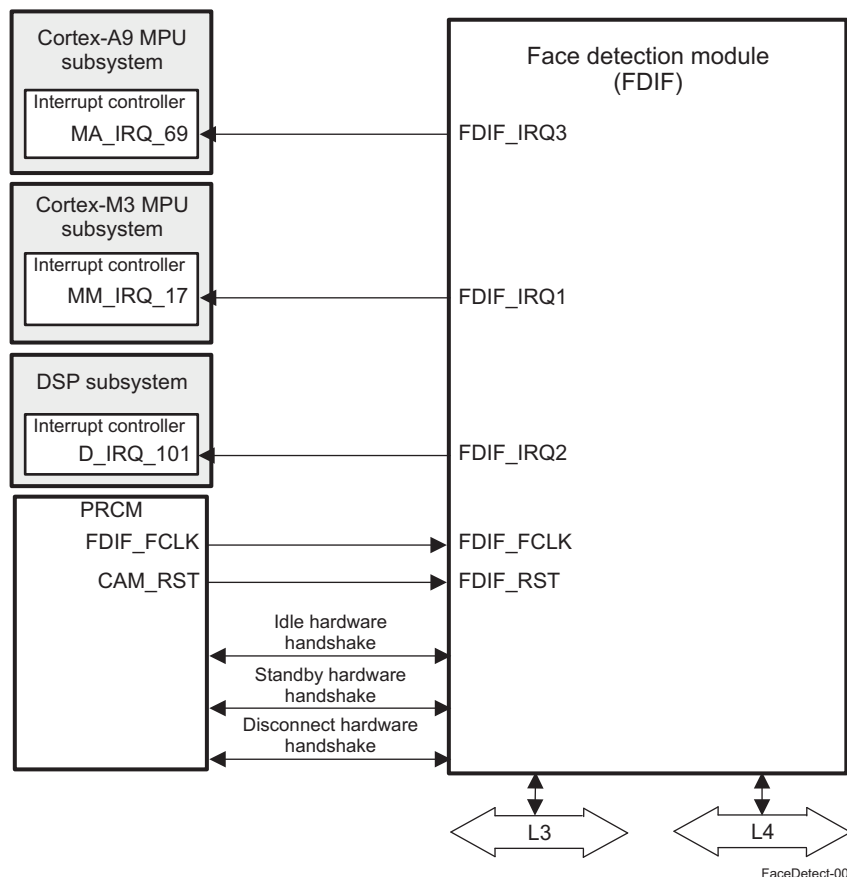 Cortex-A9 MPU
subsystem
Interrupt controller
MA_IRQ_69
Cortex-M3 MPU
subsystem
Interrupt controller
MM_IRQ_17
DSP subsystem
Interrupt controller
D_IRQ_101
PRCM
FDIF_FCLK
CAM_RST
Idle hardware
handshake
Standby hardware
handshake
Disconnect hardware
handshake
Face detection module
(FDIF)
FDIF_IRQ3
FDIF_IRQ1
FDIF_IRQ2
FDIF_FCLK
FDIF_RST
L3
L4
FaceDetect-00